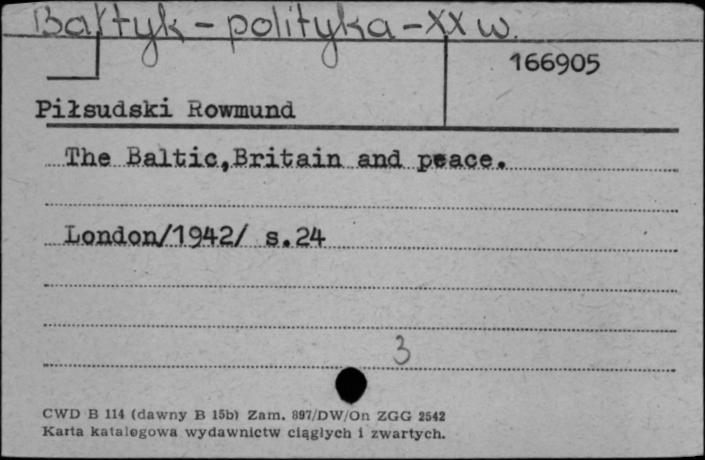 Bałtyk - polityka - XX w.
166905
Piłsudski Rowmund
The Baltic,Britain and peace.
London/1942/ s.24
3
CWD B 114 (dawny B 15b) Zam. 897/DW/On ZGG 2542
Karta katalogowa wydawnictw ciągłych i zwartych.